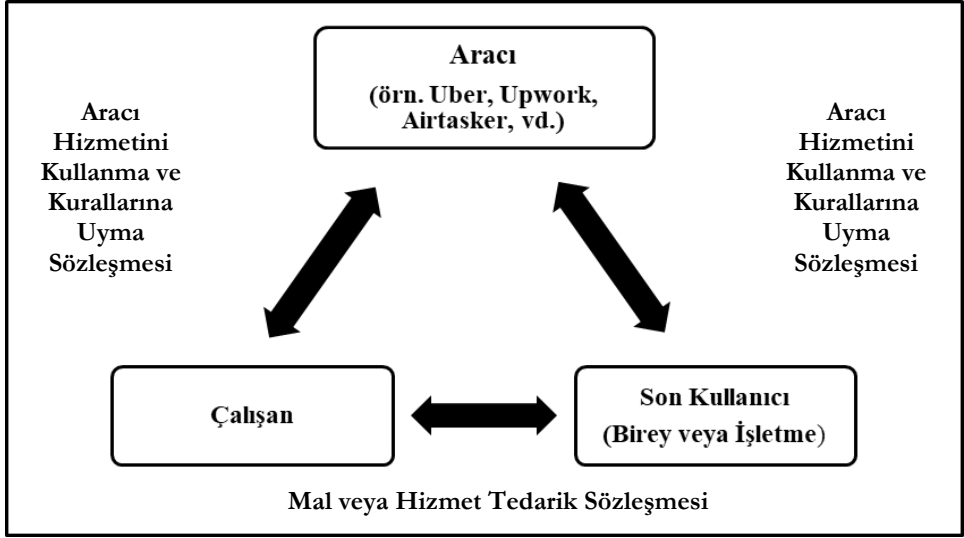 Aracı
(örn. Uber, Upwork,
Airtasker, vd.)
Aracı
Hizmetini
Kullanma ve
Kurallarına
Uyma
Sözleşmesi
Aracı
Hizmetini
Kullanma ve
Kurallarına
Uyma
Sözleşmesi
Çalışan
Son Kullanıcı
(Birey veya İşletme)
Mal veya Hizmet Tedarik Sözleşmesi